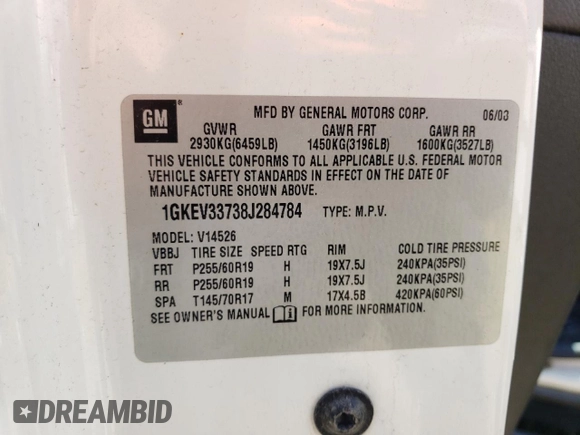 GM ®
MFD BY GENERAL MOTORS CORP. 06/08
GVWR GAWR FRT GAWR RR
2930KG(6459LB) 1450KG(3196LB) 1600KG(3527LB)
THIS VEHICLE CONFORMS TO ALL APPLICABLE U.S. FEDERAL MOTOR
VEHICLE SAFETY STANDARDS IN EFFECT ON THE DATE OF
MANUFACTURE SHOWN ABOVE.
1GKEV33738J284784 TYPE: M.P.V.
MODEL: V14526
VBBJ TIRE SIZE SPEED RTG RIM COLD TIRE PRESSURE
FRT P255/60R19 H 19X7.5J 240KPA(35PSI)
RR P255/60R19 H 19X7.5J 240KPA(35PSI)
SPA T145/70R17 M 17X4.5B 420KPA(60PSI)
SEE OWNER'S MANUAL i FOR MORE INFORMATION.
DREAMBID